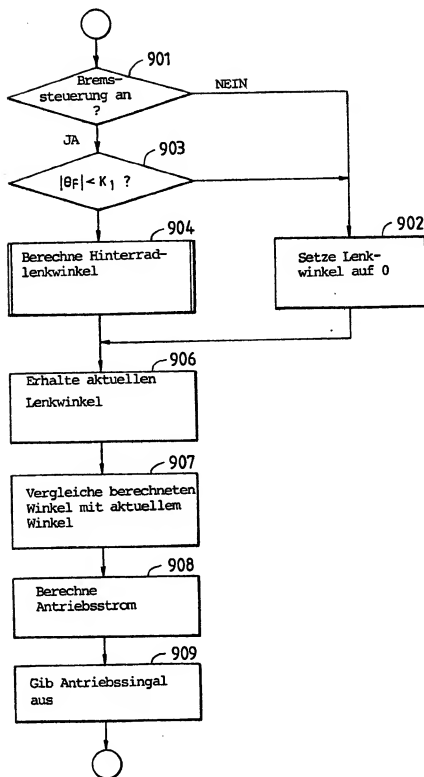 901
Brems-
steuerung an
?
NEIN
JA
903
|θF|< K1 ?
904
Berechne Hinterrad-
lenkwinkel
902
Setze Lenk-
winkel auf 0
906
Erhalte aktuellen
Lenkwinkel
907
Vergleiche berechneten
Winkel mit aktuellem
Winkel
908
Berechne
Antriebsstrom
909
Gib Antriebssingal
aus